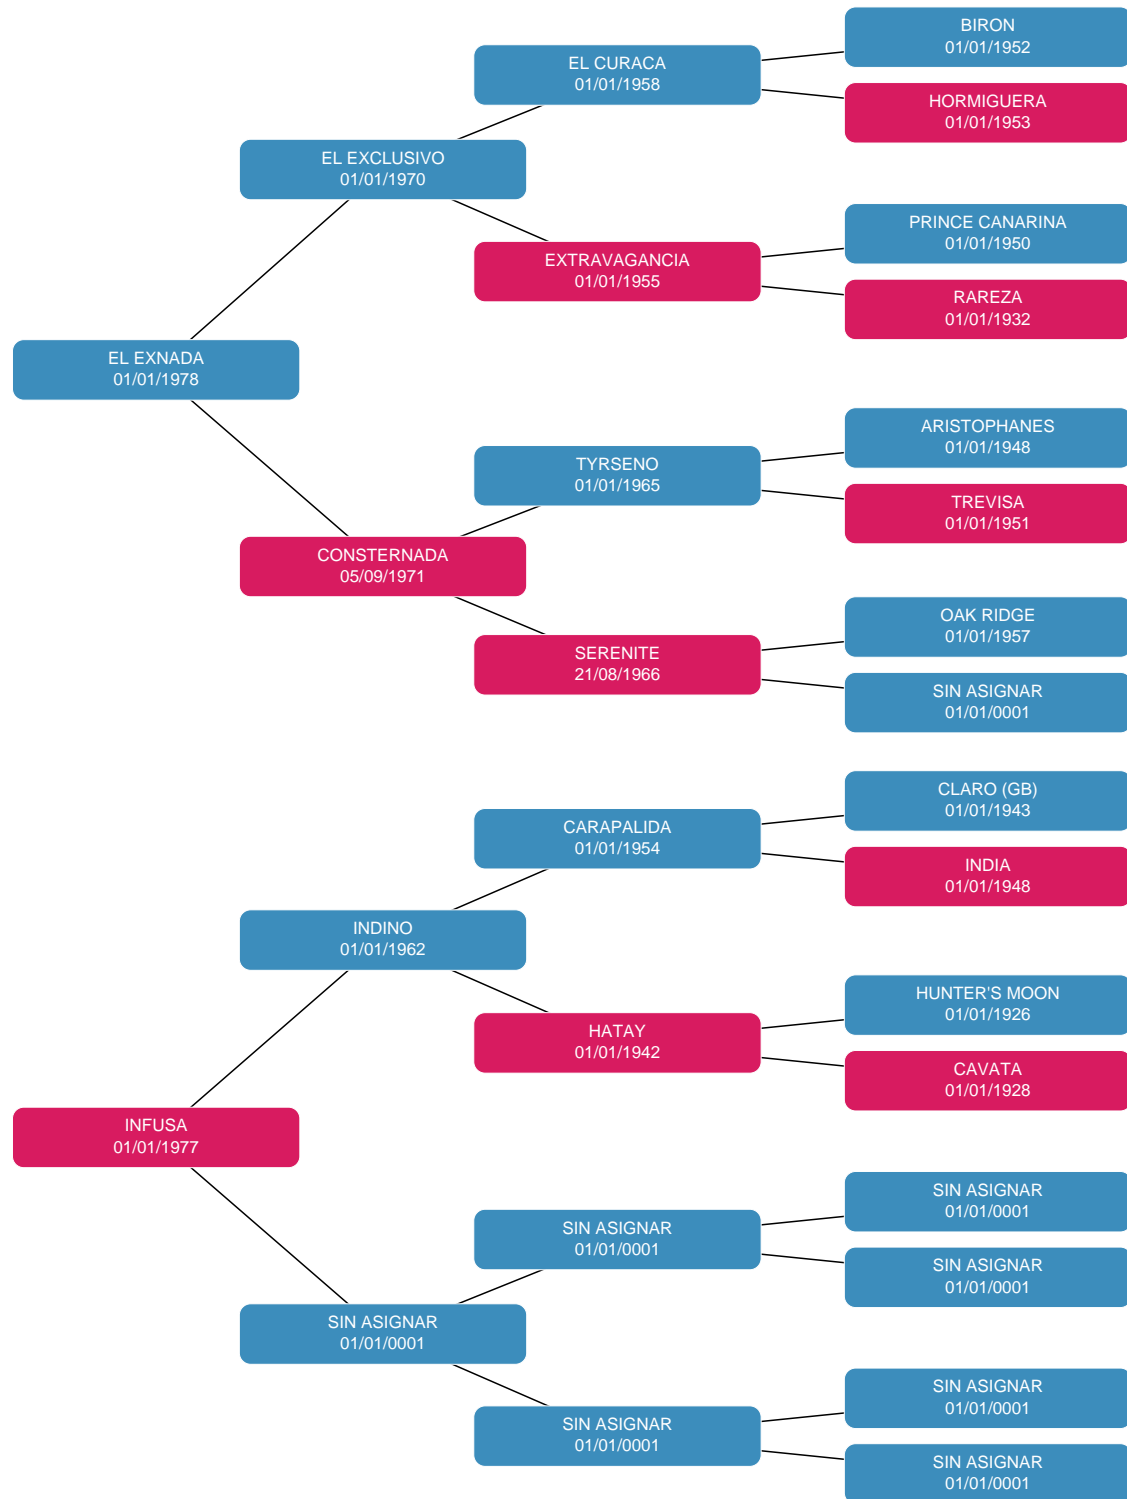 BIRON
01/01/1952
EL CURACA
01/01/1958
HORMIGUERA
01/01/1953
EL EXCLUSIVO
01/01/1970
PRINCE CANARINA
01/01/1950
EXTRAVAGANCIA
01/01/1955
RAREZA
01/01/1932
EL EXNADA
01/01/1978
ARISTOPHANES
01/01/1948
TYRSENO
01/01/1965
TREVISA
01/01/1951
CONSTERNADA
05/09/1971
OAK RIDGE
01/01/1957
SERENITE
21/08/1966
SIN ASIGNAR
01/01/0001
CLARO (GB)
01/01/1943
CARAPALIDA
01/01/1954
INDIA
01/01/1948
INDINO
01/01/1962
HUNTER'S MOON
01/01/1926
HATAY
01/01/1942
CAVATA
01/01/1928
INFUSA
01/01/1977
SIN ASIGNAR
01/01/0001
SIN ASIGNAR
01/01/0001
SIN ASIGNAR
01/01/0001
SIN ASIGNAR
01/01/0001
SIN ASIGNAR
01/01/0001
SIN ASIGNAR
01/01/0001
SIN ASIGNAR
01/01/0001